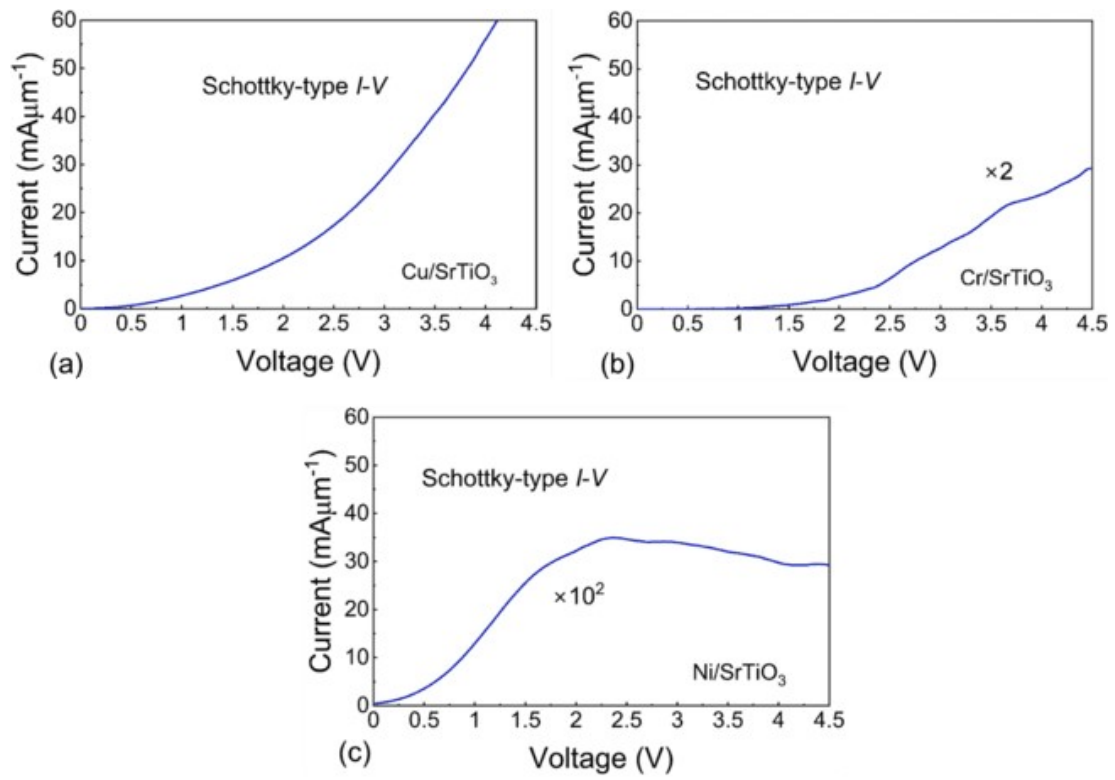 60
50
40
30
20
10
0
Current (mAμm⁻¹)
Schottky-type I-V
Cu/SrTiO₃
0 0.5 1 1.5 2 2.5 3 3.5 4 4.5
Voltage (V)
(a)
60
50
40
30
20
10
0
Current (mAμm⁻¹)
Schottky-type I-V
×2
Cr/SrTiO₃
0 0.5 1 1.5 2 2.5 3 3.5 4 4.5
Voltage (V)
(b)
60
50
40
30
20
10
0
Current (mAμm⁻¹)
Schottky-type I-V
×10²
Ni/SrTiO₃
0 0.5 1 1.5 2 2.5 3 3.5 4 4.5
Voltage (V)
(c)